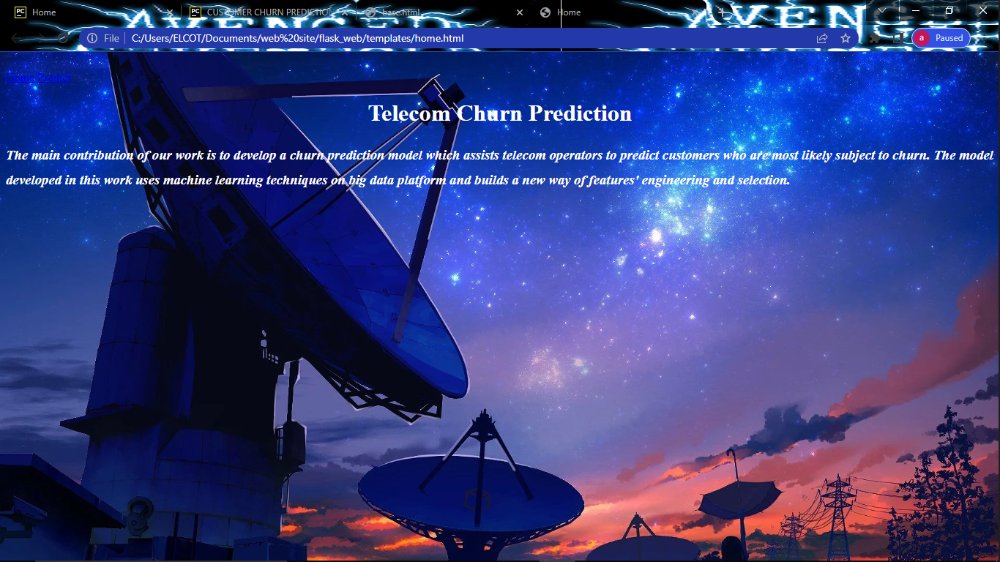 PC Home
PC CUSTOMER CHURN PREDICTIO
base.html
Home
File C:/Users/ELCOT/Documents/web%20site/flask_web/templates/home.html
a Paused
Home Predict
Telecom Churn Prediction
The main contribution of our work is to develop a churn prediction model which assists telecom operators to predict customers who are most likely subject to churn. The model
developed in this work uses machine learning techniques on big data platform and builds a new way of features' engineering and selection.